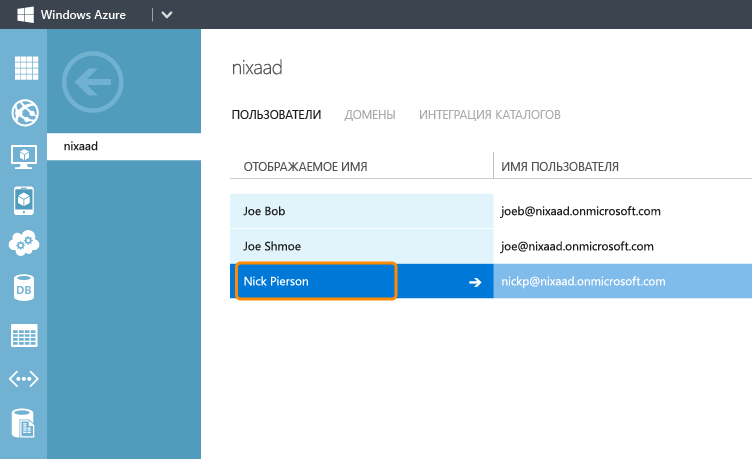 Windows Azure
nixaad
nixaad
ПОЛЬЗОВАТЕЛИ ДОМЕНЫ ИНТЕГРАЦИЯ КАТАЛОГОВ
ОТОБРАЖАЕМОЕ ИМЯ ИМЯ ПОЛЬЗОВАТЕЛЯ
Joe Bob joeb@nixaad.onmicrosoft.com
Joe Shmoe joe@nixaad.onmicrosoft.com
Nick Pierson nickp@nixaad.onmicrosoft.com
DB